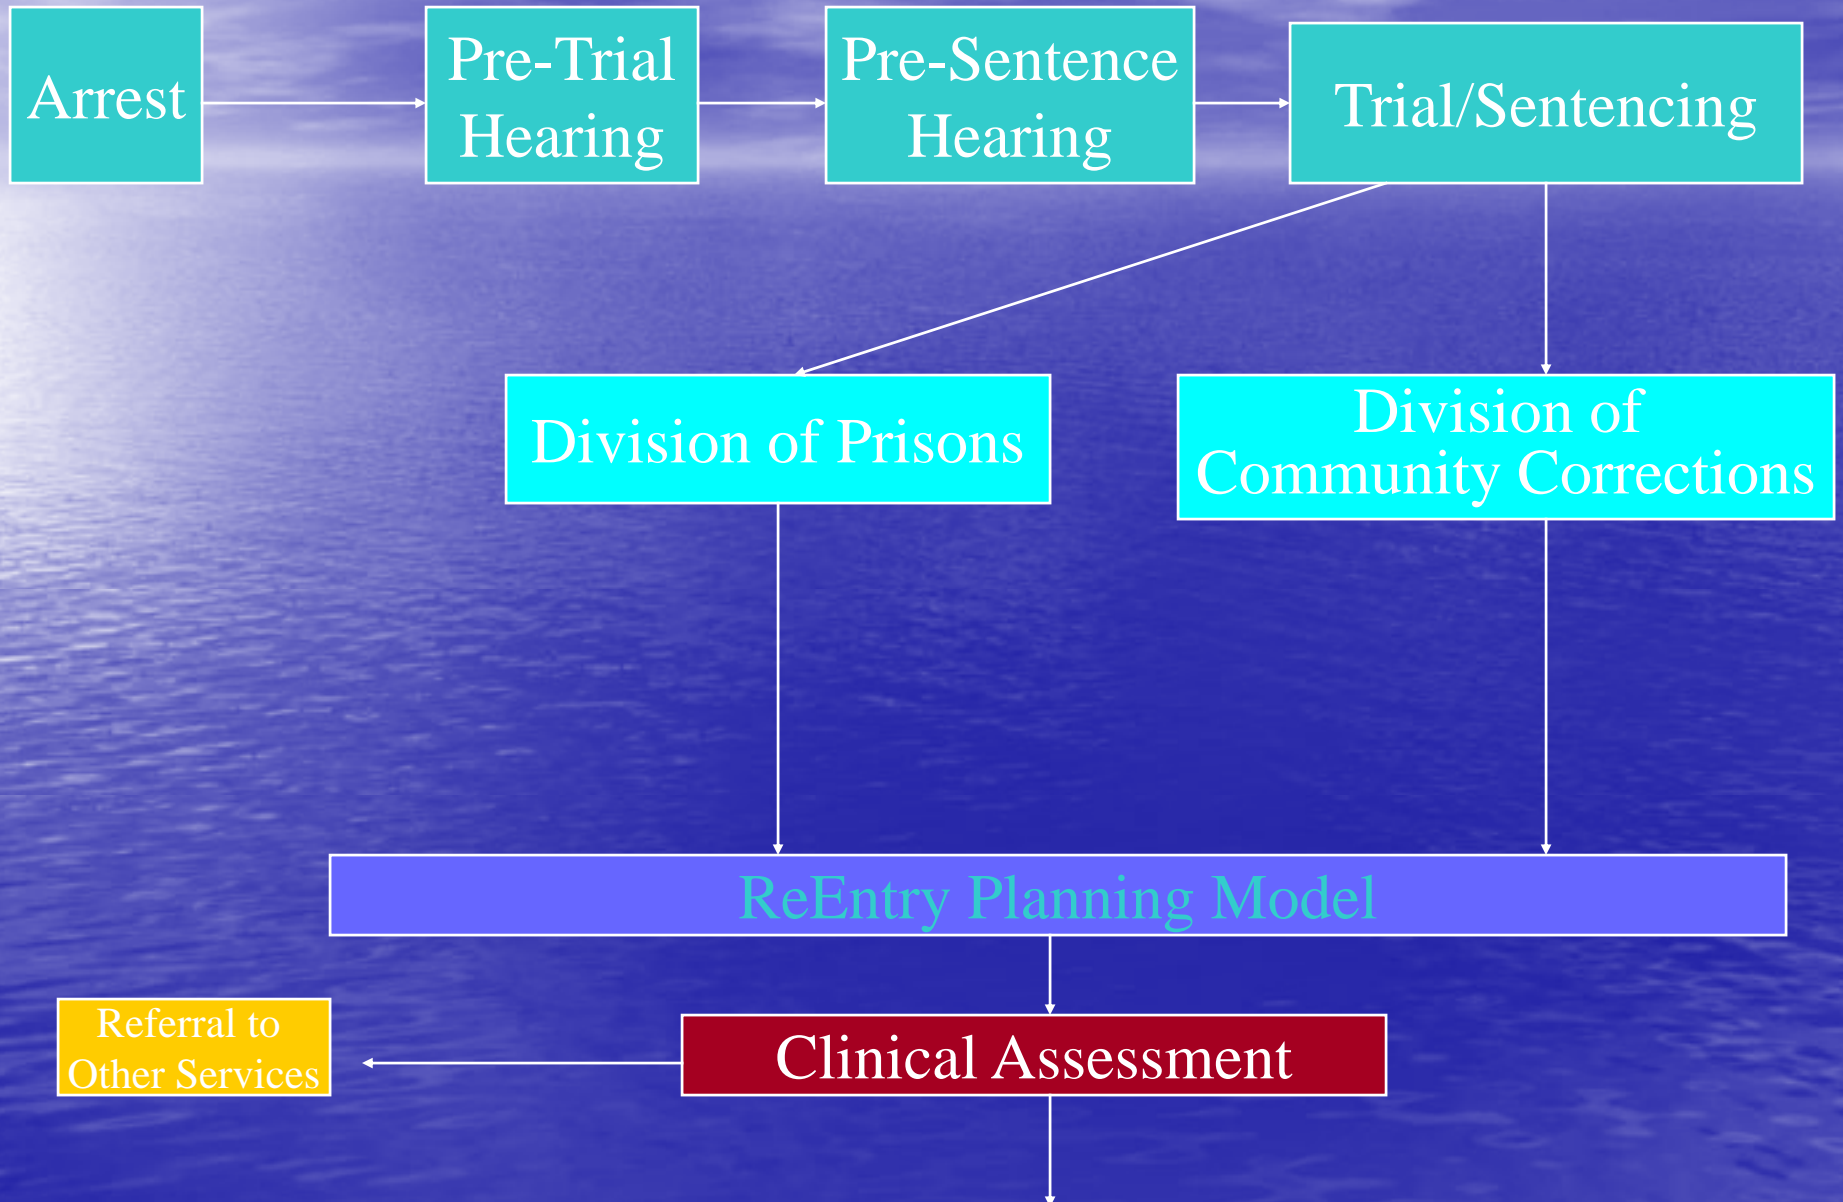 Arrest
Pre-Trial
Hearing
Pre-Sentence
Hearing
Trial/Sentencing
Division of Prisons
Division of
Community Corrections
ReEntry Planning Model
Referral to
Other Services
Clinical Assessment